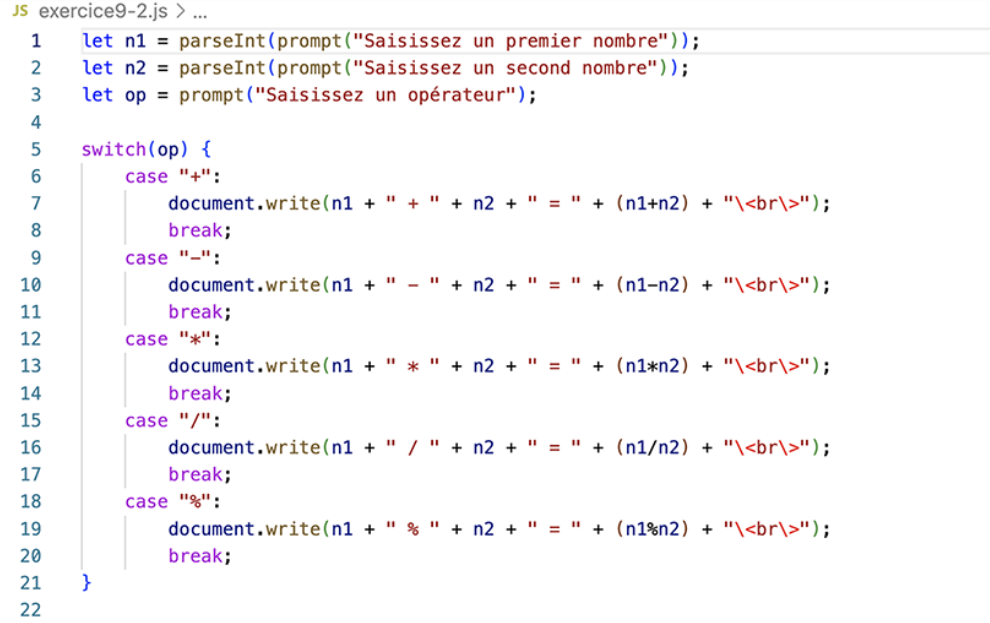 JS exercice9-2.js > ...
1 let n1 = parseInt(prompt("Saisissez un premier nombre"));
2 let n2 = parseInt(prompt("Saisissez un second nombre"));
3 let op = prompt("Saisissez un opérateur");
4
5 switch(op) {
6 case "+":
7 document.write(n1 + " + " + n2 + " = " + (n1+n2) + "\<br\>");
8 break;
9 case "-":
10 document.write(n1 + " - " + n2 + " = " + (n1-n2) + "\<br\>");
11 break;
12 case "*":
13 document.write(n1 + " * " + n2 + " = " + (n1*n2) + "\<br\>");
14 break;
15 case "/":
16 document.write(n1 + " / " + n2 + " = " + (n1/n2) + "\<br\>");
17 break;
18 case "%":
19 document.write(n1 + " % " + n2 + " = " + (n1%n2) + "\<br\>");
20 break;
21 }
22